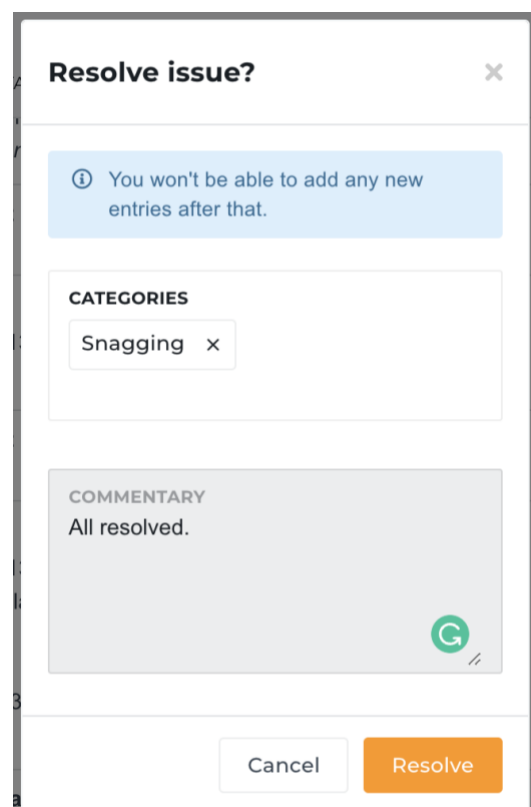 Resolve issue?
×
You won't be able to add any new
entries after that.
CATEGORIES
Snagging ×
COMMENTARY
All resolved.
Cancel Resolve